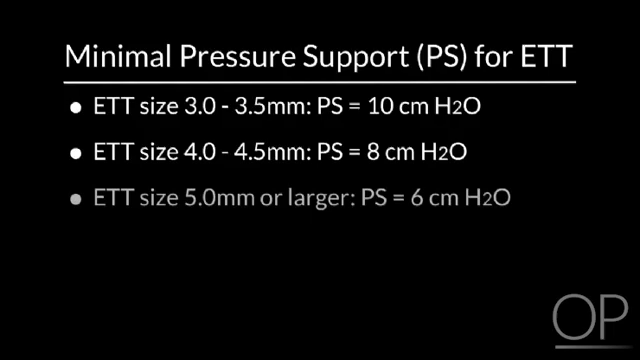 Minimal Pressure Support (PS) for ETT
• ETT size 3.0 - 3.5mm: PS = 10 cm H2O
• ETT size 4.0 - 4.5mm: PS = 8 cm H2O
• ETT size 5.0mm or larger: PS = 6 cm H2O
OP